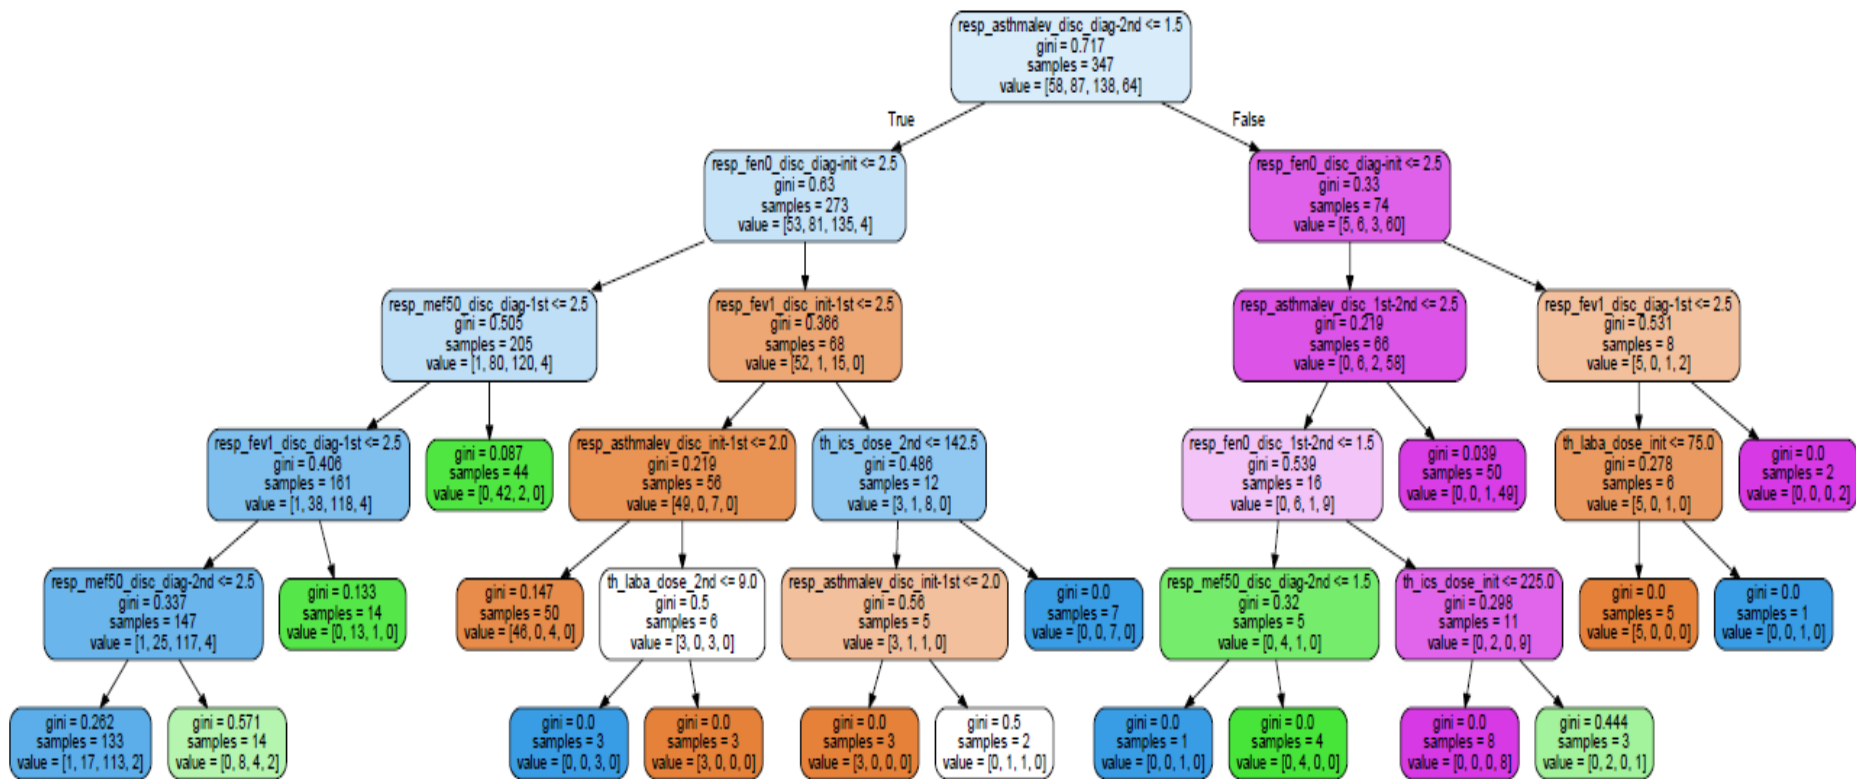 resp_asthmalev_disc_diag-2nd <= 1.5
gini = 0.717
samples = 347
value = [58, 87, 138, 64]
True
False
resp_fen0_disc_diag-init <= 2.5
gini = 0.63
samples = 273
value = [53, 81, 135, 4]
resp_fen0_disc_diag-init <= 2.5
gini = 0.33
samples = 74
value = [5, 6, 3, 60]
resp_mef50_disc_diag-1st <= 2.5
gini = 0.505
samples = 205
value = [1, 80, 120, 4]
resp_fev1_disc_init-1st <= 2.5
gini = 0.366
samples = 68
value = [52, 1, 15, 0]
resp_asthmalev_disc_1st-2nd <= 2.5
gini = 0.219
samples = 66
value = [0, 6, 2, 58]
resp_fev1_disc_diag-1st <= 2.5
gini = 0.531
samples = 8
value = [5, 0, 1, 2]
resp_fev1_disc_diag-1st <= 2.5
gini = 0.406
samples = 161
value = [1, 38, 118, 4]
gini = 0.087
samples = 44
value = [0, 42, 2, 0]
resp_asthmalev_disc_init-1st <= 2.0
gini = 0.219
samples = 56
value = [49, 0, 7, 0]
th_ics_dose_2nd <= 142.5
gini = 0.486
samples = 12
value = [3, 1, 8, 0]
resp_fen0_disc_1st-2nd <= 1.5
gini = 0.539
samples = 16
value = [0, 6, 1, 9]
gini = 0.039
samples = 50
value = [0, 0, 1, 49]
th_laba_dose_init <= 75.0
gini = 0.278
samples = 6
value = [5, 0, 1, 0]
gini = 0.0
samples = 2
value = [0, 0, 0, 2]
resp_mef50_disc_diag-2nd <= 2.5
gini = 0.337
samples = 147
value = [1, 25, 117, 4]
gini = 0.133
samples = 14
value = [0, 13, 1, 0]
gini = 0.147
samples = 50
value = [46, 0, 4, 0]
th_laba_dose_2nd <= 9.0
gini = 0.5
samples = 6
value = [3, 0, 3, 0]
resp_asthmalev_disc_init-1st <= 2.0
gini = 0.56
samples = 5
value = [3, 1, 1, 0]
gini = 0.0
samples = 7
value = [0, 0, 7, 0]
resp_mef50_disc_diag-2nd <= 1.5
gini = 0.32
samples = 5
value = [0, 4, 1, 0]
th_ics_dose_init <= 225.0
gini = 0.298
samples = 11
value = [0, 2, 0, 9]
gini = 0.0
samples = 5
value = [5, 0, 0, 0]
gini = 0.0
samples = 1
value = [0, 0, 1, 0]
gini = 0.262
samples = 133
value = [1, 17, 113, 2]
gini = 0.571
samples = 14
value = [0, 8, 4, 2]
gini = 0.0
samples = 3
value = [0, 0, 3, 0]
gini = 0.0
samples = 3
value = [3, 0, 0, 0]
gini = 0.0
samples = 3
value = [3, 0, 0, 0]
gini = 0.5
samples = 2
value = [0, 1, 1, 0]
gini = 0.0
samples = 1
value = [0, 0, 1, 0]
gini = 0.0
samples = 4
value = [0, 4, 0, 0]
gini = 0.0
samples = 8
value = [0, 0, 0, 8]
gini = 0.444
samples = 3
value = [0, 2, 0, 1]